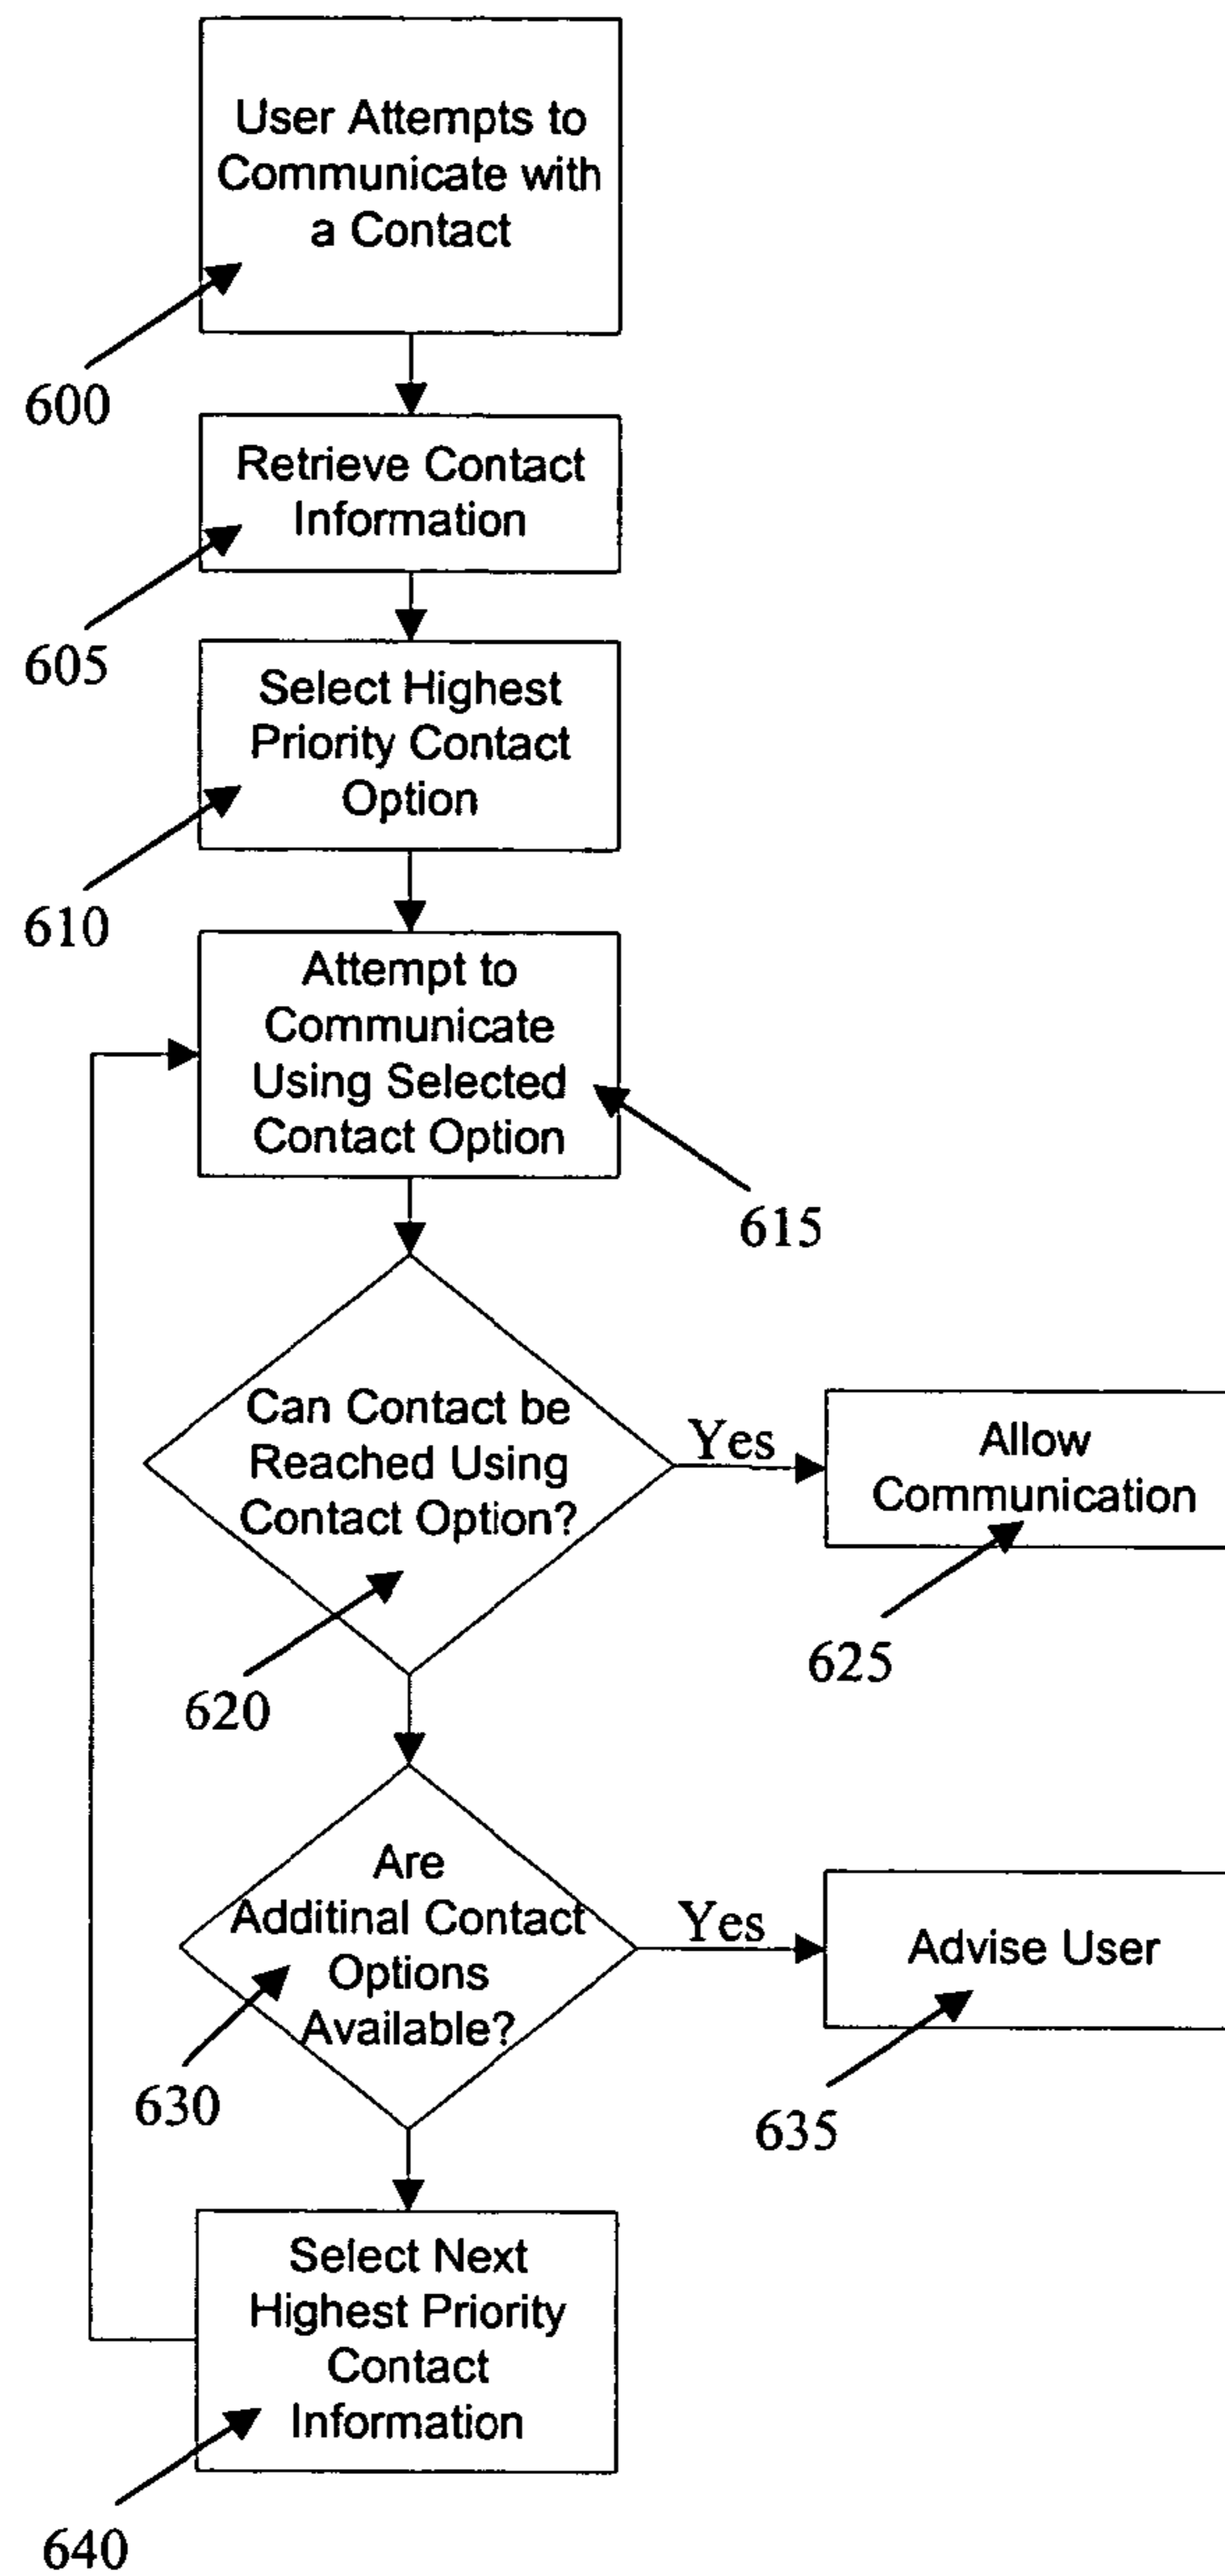 User Attempts to
Communicate with
a Contact
600
Retrieve Contact
Information
605
Select Highest
Priority Contact
Option
610
Attempt to
Communicate
Using Selected
Contact Option
615
Can Contact be
Reached Using
Contact Option?
Yes
Allow
Communication
620
625
Are
Additinal Contact
Options
Available?
Yes
Advise User
630
635
Select Next
Highest Priority
Contact
Information
640